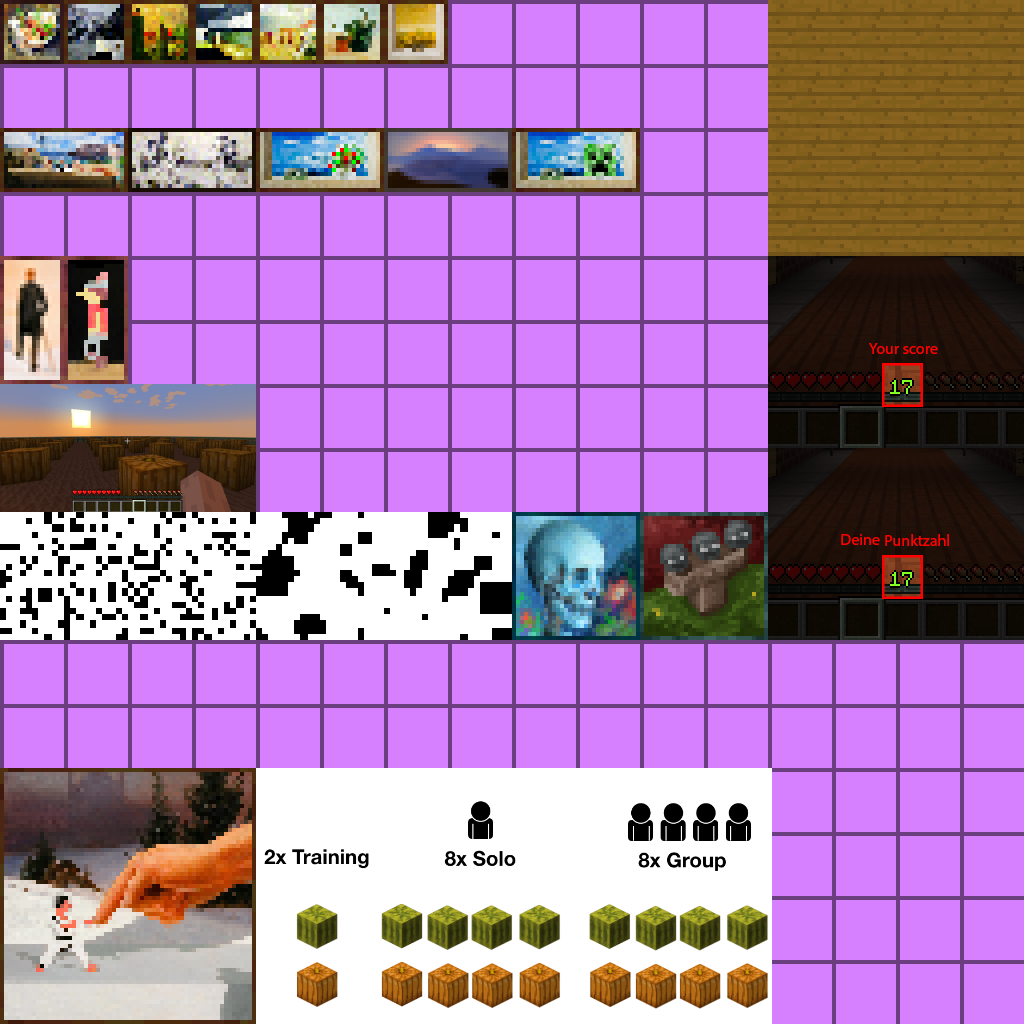 Your score
17
Deine Punktzahl
17
2x Training
8x Solo
8x Group